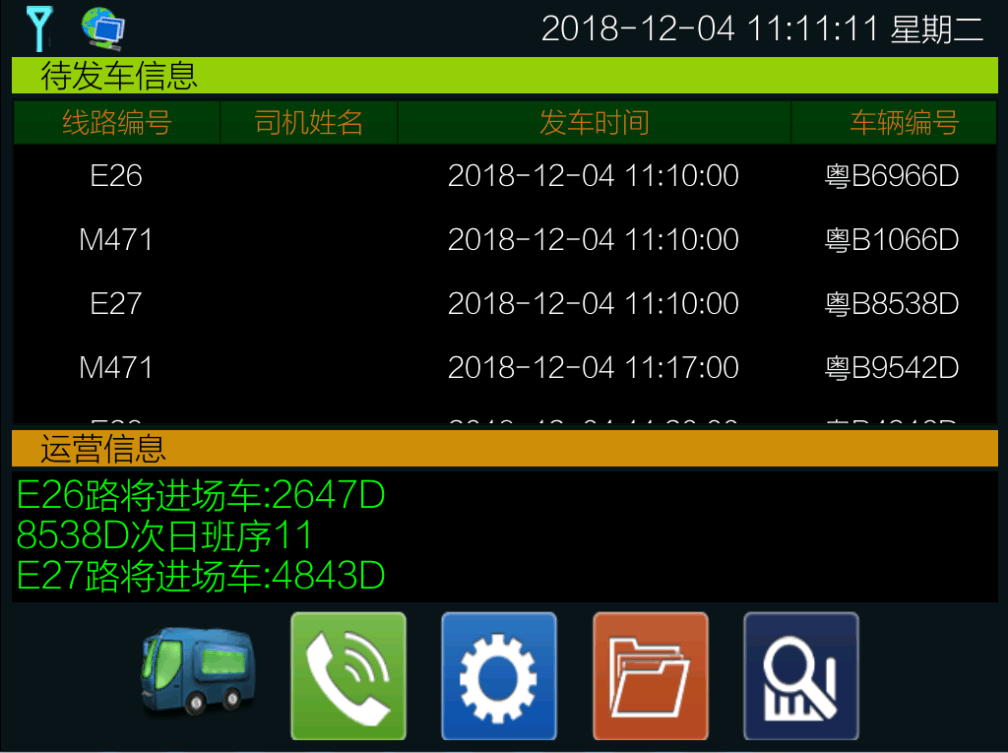 2018-12-04 11:11:11 星期二
待发车信息
线路编号 司机姓名 发车时间 车辆编号
E26 2018-12-04 11:10:00 粤B6966D
M471 2018-12-04 11:10:00 粤B1066D
E27 2018-12-04 11:10:00 粤B8538D
M471 2018-12-04 11:17:00 粤B9542D
运营信息
E26路将进场车:2647D
8538D次日班序11
E27路将进场车:4843D